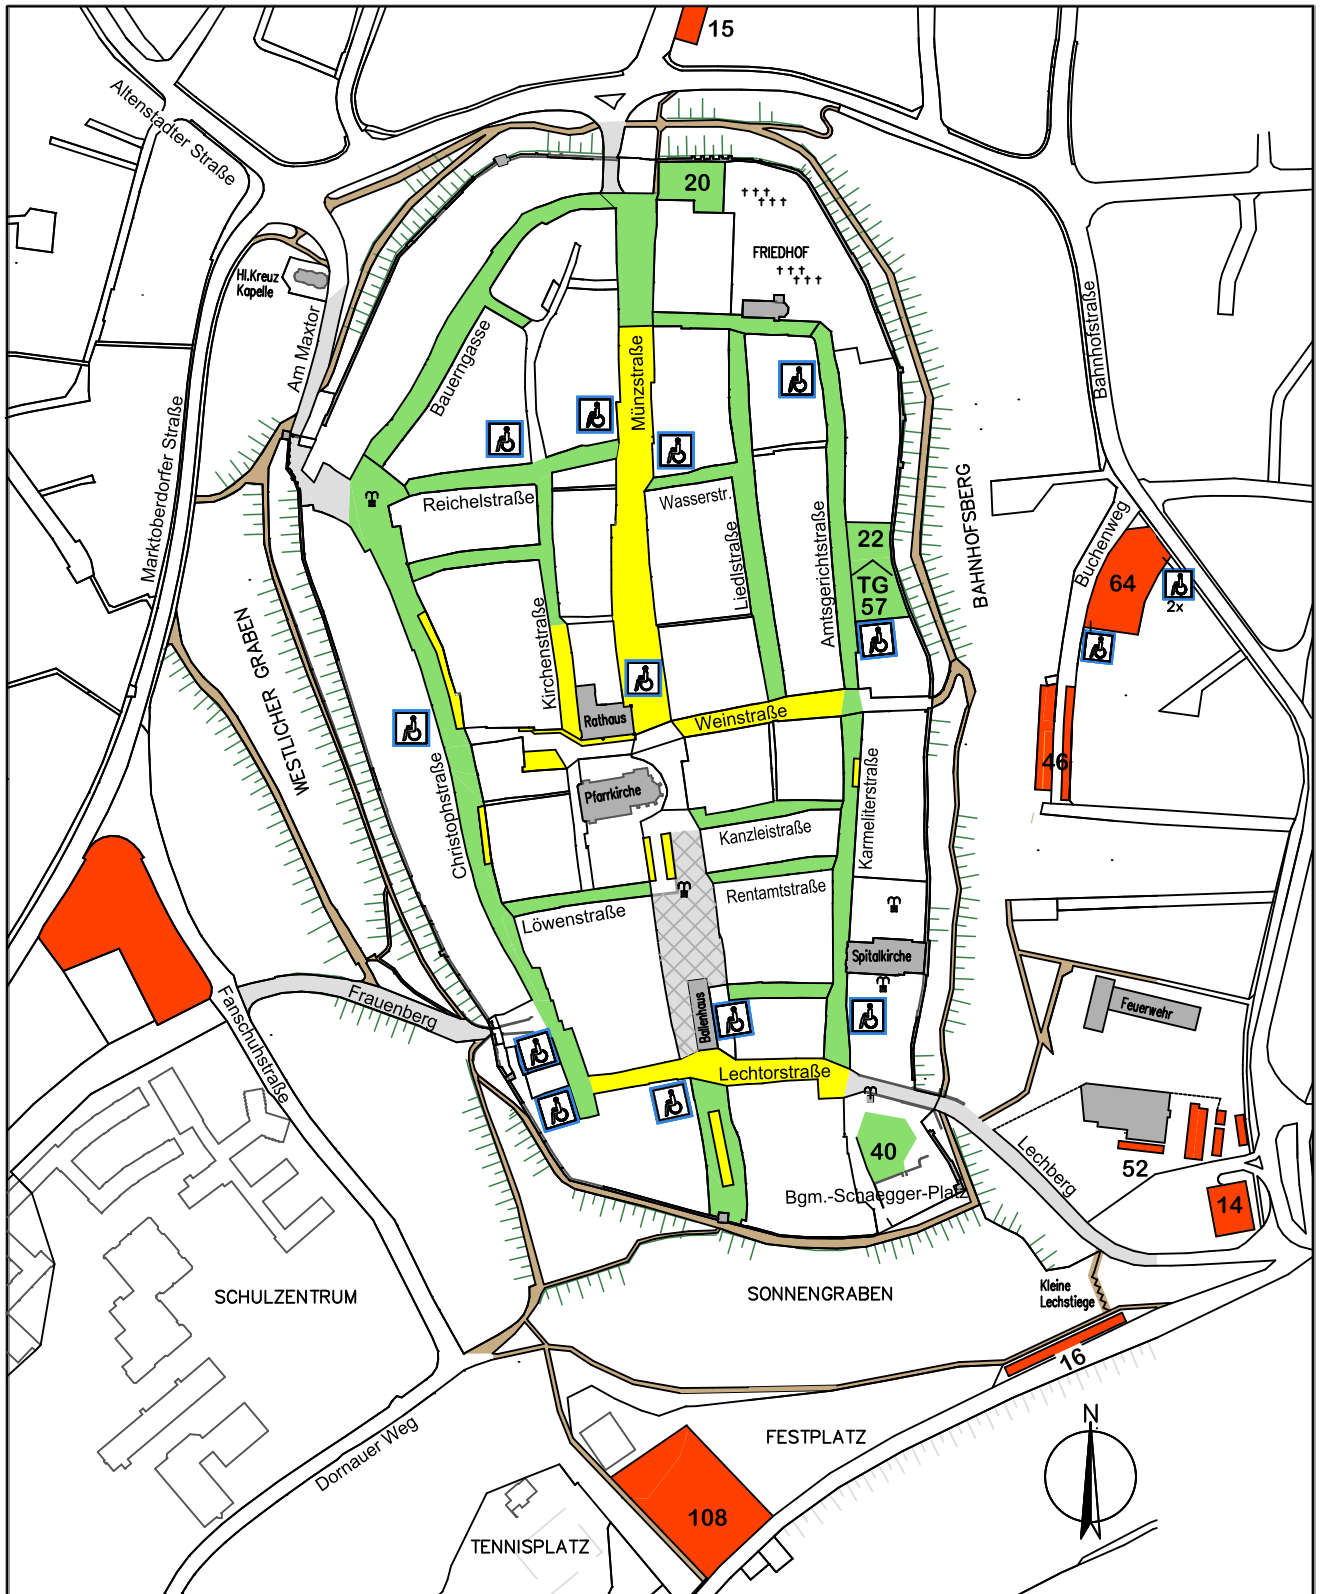 15
Altenstadter Straße
20
FRIEDHOF
Hl.Kreuz
Kapelle
Am Maxtor
Bauerngasse
Münzstraße
Bahnhofstraße
Marktoberdorfer Straße
Reichelstraße
Wasserstr.
Liedlstraße
Amtsgerichtstraße
BAHNHOFSBERG
22
TG
57
Buchenweg
64
2x
WESTLICHER GRABEN
Kirchenstraße
Rathaus
Weinstraße
46
Christophstraße
Pfarrkirche
Karmeliterstraße
Kanzleistraße
Rentamtstraße
Löwenstraße
Spitalkirche
Frauenberg
Fanschuhstraße
Ballenhaus
Feuerwehr
Lechtorstraße
40
Lechberg
52
Bgm.-Schaegger-Platz
14
SCHULZENTRUM
SONNENGRABEN
Kleine
Lechstiege
16
N
Dornauer Weg
FESTPLATZ
108
TENNISPLATZ